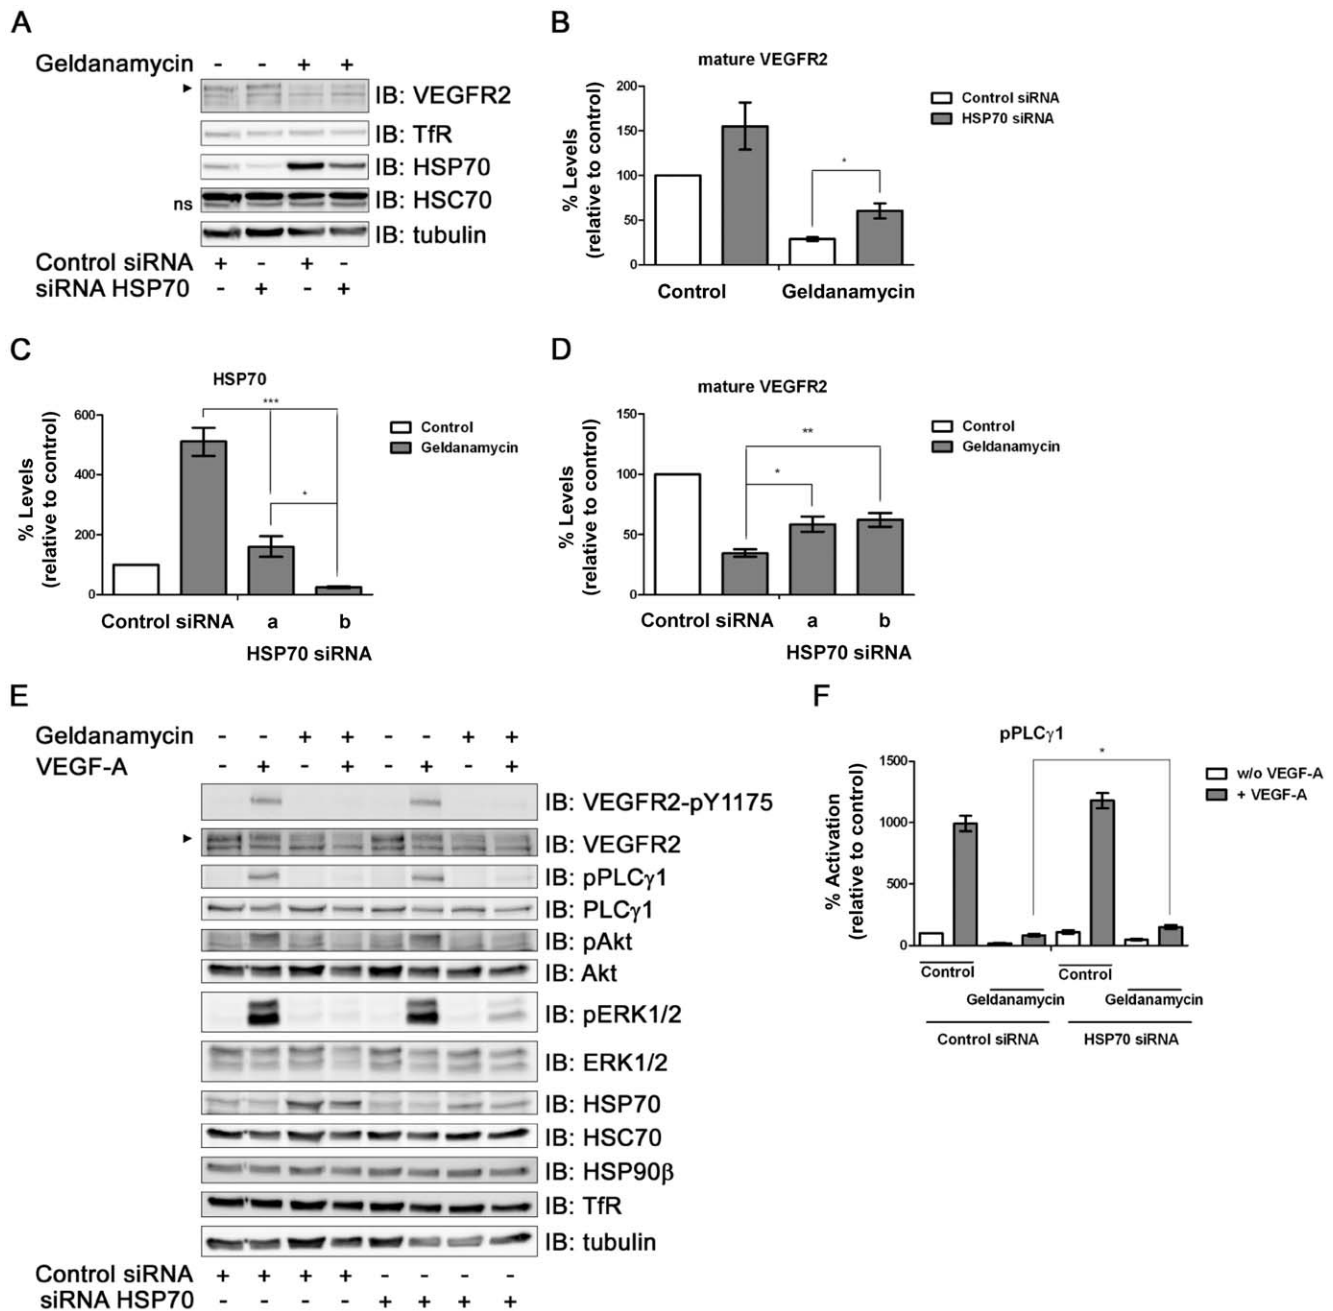 A
Geldanamycin - - + +
IB: VEGFR2
IB: TfR
IB: HSP70
ns IB: HSC70
IB: tubulin
Control siRNA + - + -
siRNA HSP70 - + - +
B
mature VEGFR2
% Levels
(relative to control)
200
150
100
50
0
Control Geldanamycin
*
Control siRNA
HSP70 siRNA
C
HSP70
% Levels
(relative to control)
600
400
200
0
***
*
Control siRNA a b
HSP70 siRNA
Control
Geldanamycin
D
mature VEGFR2
% Levels
(relative to control)
150
100
50
0
**
*
Control siRNA a b
HSP70 siRNA
Control
Geldanamycin
E
Geldanamycin - - + + - - + +
VEGF-A - + - + - + - +
IB: VEGFR2-pY1175
IB: VEGFR2
IB: pPLCγ1
IB: PLCγ1
IB: pAkt
IB: Akt
IB: pERK1/2
IB: ERK1/2
IB: HSP70
IB: HSC70
IB: HSP90β
IB: TfR
IB: tubulin
Control siRNA + + + + - - - -
siRNA HSP70 - - - - + + + +
F
pPLCγ1
% Activation
(relative to control)
1500
1000
500
0
*
Control Control
Geldanamycin Geldanamycin
Control siRNA HSP70 siRNA
w/o VEGF-A
+ VEGF-A